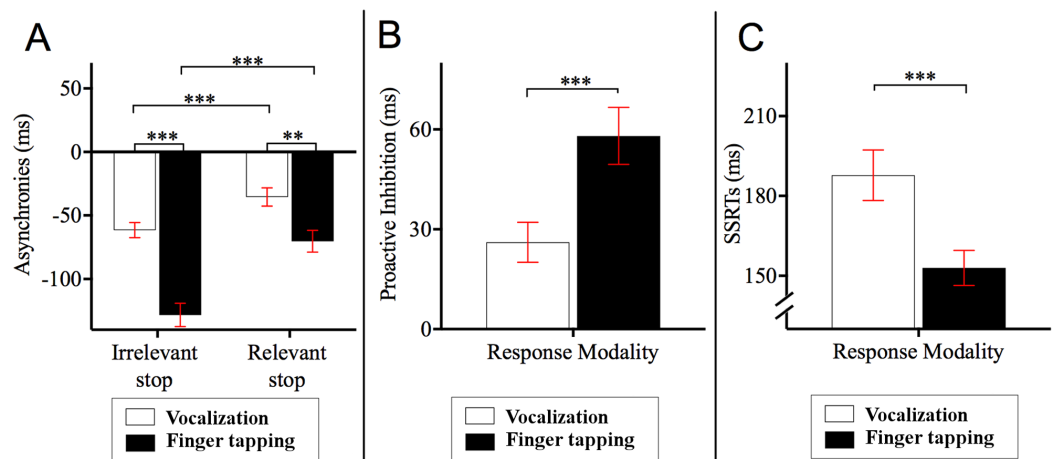 A
***
***
***
**
50
0
-50
-100
Asynchronies (ms)
Irrelevant stop
Relevant stop
Vocalization
Finger tapping
B
***
60
30
0
Proactive Inhibition (ms)
Response Modality
Vocalization
Finger tapping
C
***
210
180
150
SSRTs (ms)
Response Modality
Vocalization
Finger tapping